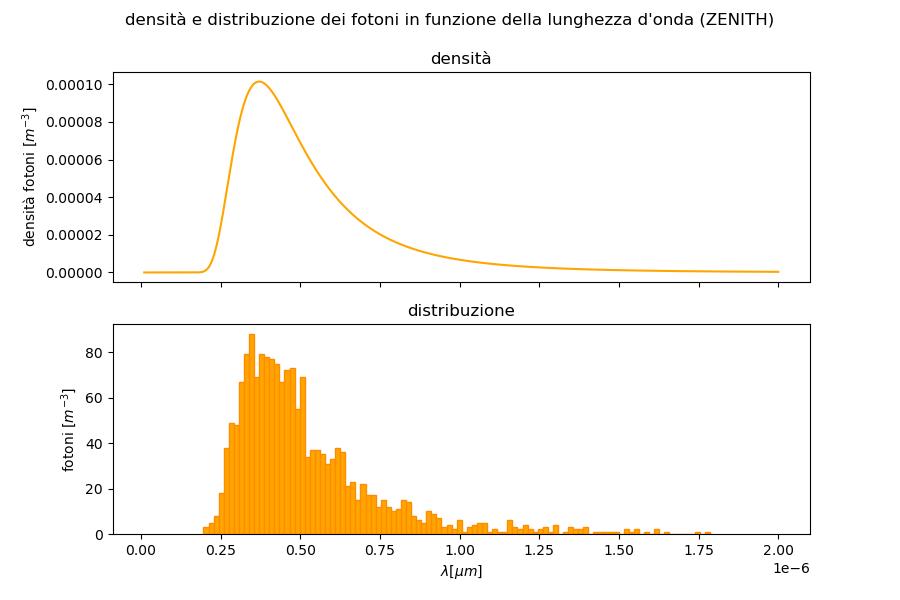 densità e distribuzione dei fotoni in funzione della lunghezza d'onda (ZENITH)
densità
0.00010
0.00008
0.00006
0.00004
0.00002
0.00000
densità fotoni [m⁻³]
distribuzione
80
60
40
20
0
fotoni [m⁻³]
0.00 0.25 0.50 0.75 1.00 1.25 1.50 1.75 2.00
1e−6
λ[μm]